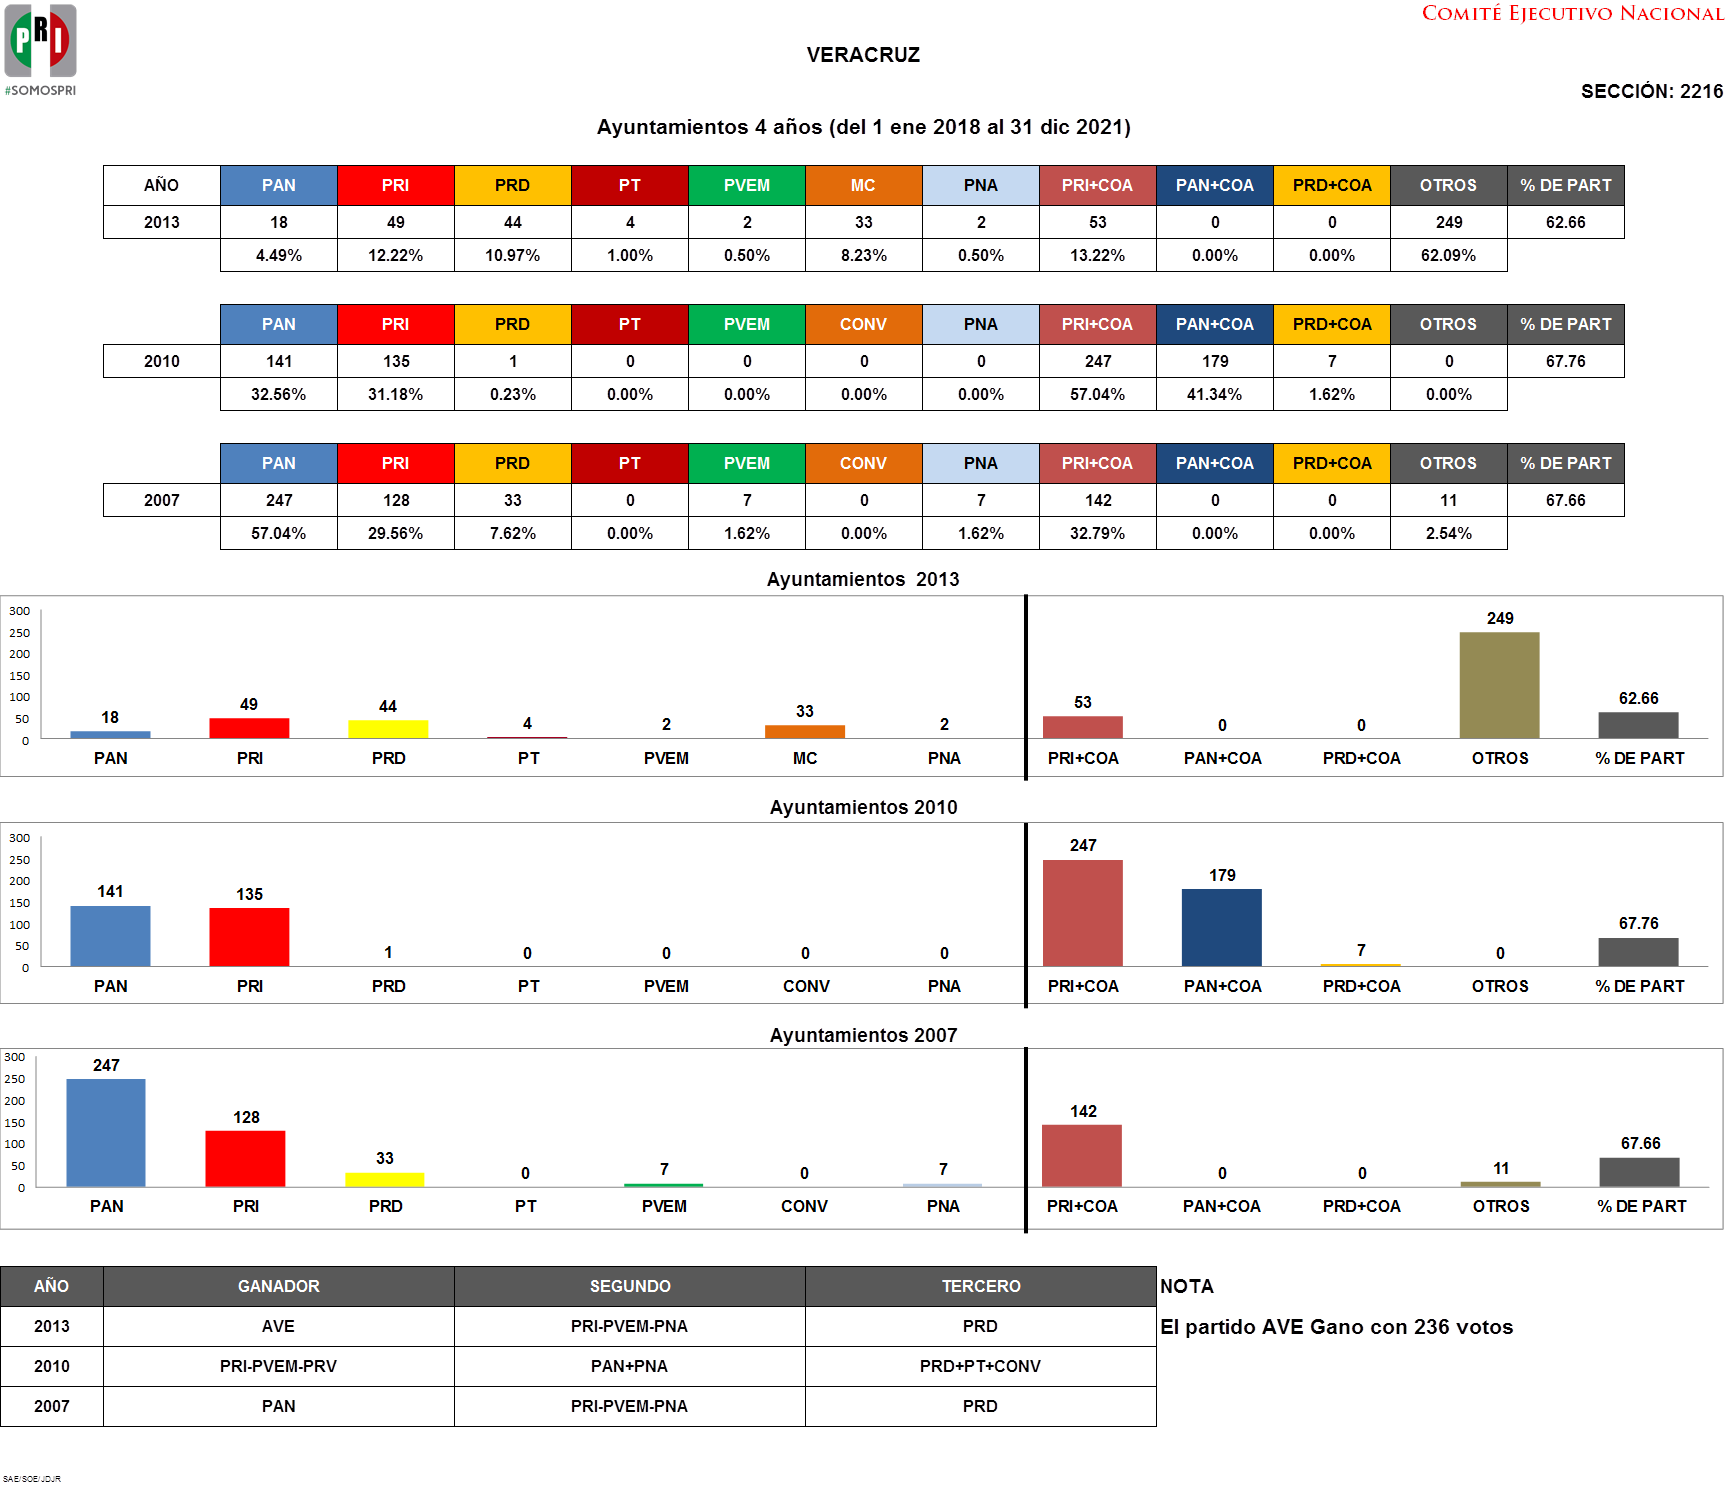 PRI
#SOMOSPRI
COMITÉ EJECUTIVO NACIONAL
VERACRUZ
SECCIÓN: 2216
Ayuntamientos 4 años (del 1 ene 2018 al 31 dic 2021)
AÑO PAN PRI PRD PT PVEM MC PNA PRI+COA PAN+COA PRD+COA OTROS % DE PART
2013 18 49 44 4 2 33 2 53 0 0 249 62.66
4.49% 12.22% 10.97% 1.00% 0.50% 8.23% 0.50% 13.22% 0.00% 0.00% 62.09%
PAN PRI PRD PT PVEM CONV PNA PRI+COA PAN+COA PRD+COA OTROS % DE PART
2010 141 135 1 0 0 0 0 247 179 7 0 67.76
32.56% 31.18% 0.23% 0.00% 0.00% 0.00% 0.00% 57.04% 41.34% 1.62% 0.00%
PAN PRI PRD PT PVEM CONV PNA PRI+COA PAN+COA PRD+COA OTROS % DE PART
2007 247 128 33 0 7 0 7 142 0 0 11 67.66
57.04% 29.56% 7.62% 0.00% 1.62% 0.00% 1.62% 32.79% 0.00% 0.00% 2.54%
Ayuntamientos 2013
300
250
200
150
100
50
0
18 49 44 4 2 33 2 53 0 0 249 62.66
PAN PRI PRD PT PVEM MC PNA PRI+COA PAN+COA PRD+COA OTROS % DE PART
Ayuntamientos 2010
300
250
200
150
100
50
0
141 135 1 0 0 0 0 247 179 7 0 67.76
PAN PRI PRD PT PVEM CONV PNA PRI+COA PAN+COA PRD+COA OTROS % DE PART
Ayuntamientos 2007
300
250
200
150
100
50
0
247 128 33 0 7 0 7 142 0 0 11 67.66
PAN PRI PRD PT PVEM CONV PNA PRI+COA PAN+COA PRD+COA OTROS % DE PART
AÑO GANADOR SEGUNDO TERCERO NOTA
2013 AVE PRI-PVEM-PNA PRD El partido AVE Gano con 236 votos
2010 PRI-PVEM-PRV PAN+PNA PRD+PT+CONV
2007 PAN PRI-PVEM-PNA PRD
SAE/SOE/JDJR